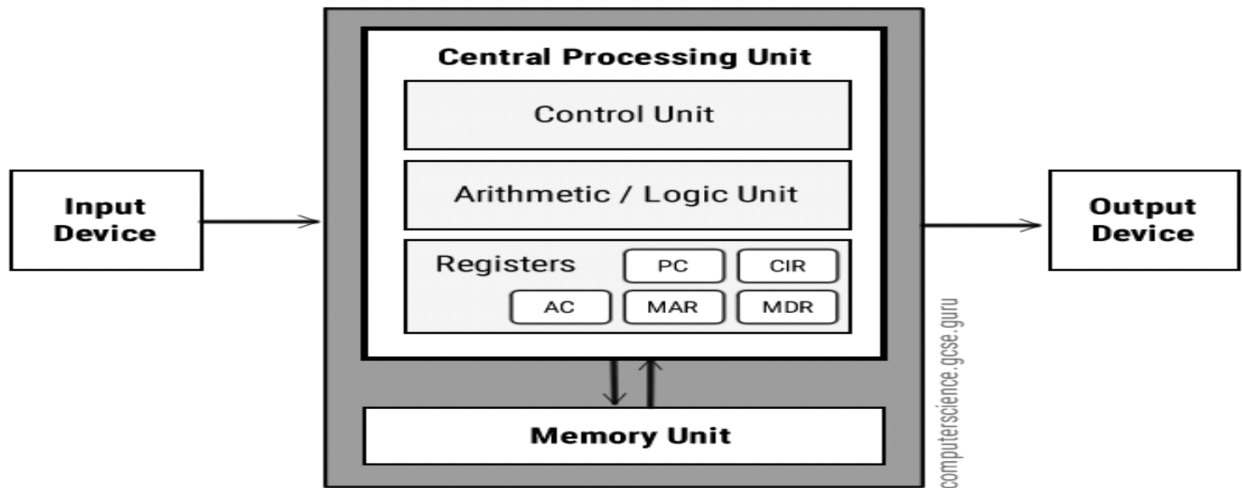 Central Processing Unit
Control Unit
Arithmetic / Logic Unit
Registers PC CIR
AC MAR MDR
Input
Device
Output
Device
Memory Unit
computerscience.gcse.guru